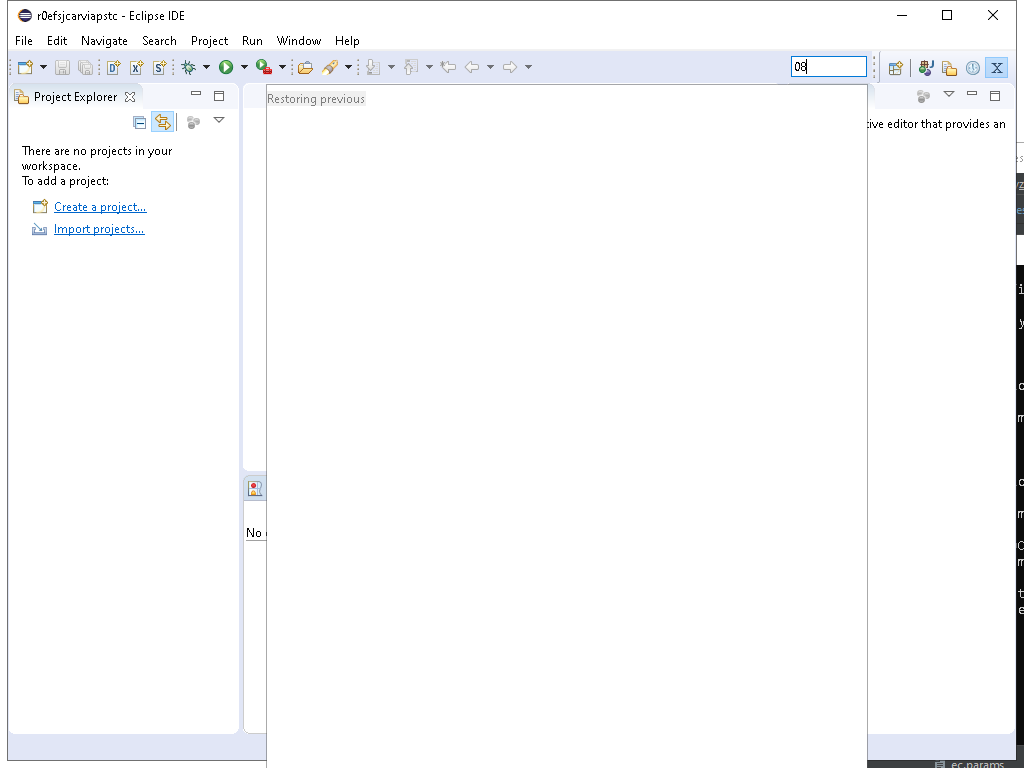 r0efsjcarviapstc - Eclipse IDE
File Edit Navigate Search Project Run Window Help
08
Project Explorer
Restoring previous
tive editor that provides an
There are no projects in your
workspace.
To add a project:
Create a project...
Import projects...
No
ec.params